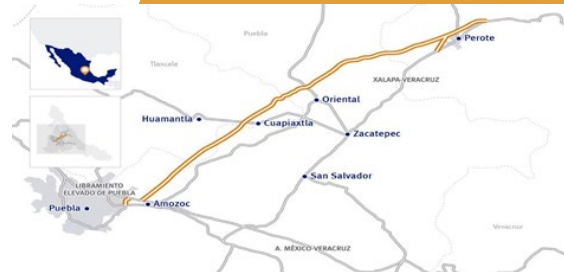 Puebla
Perote
Tlaxcala
XALAPA-VERACRUZ
Oriental
Huamantla
Cuapiaxtla
Zacatepec
San Salvador
LIBRAMIENTO
ELEVADO DE PUEBLA
Puebla
Amozoc
Veracruz
A. MÉXICO-VERACRUZ